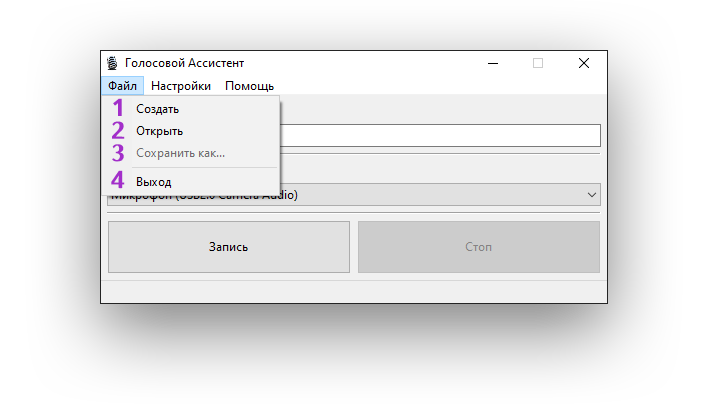 Голосовой Ассистент
Файл Настройки Помощь
1 Создать
2 Открыть
3 Сохранить как...
4 Выход
Микрофон (USB2.0 Camera Audio)
Запись Стоп